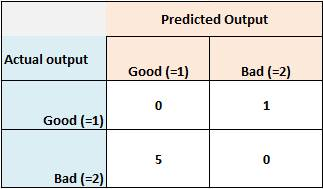 Predicted Output
Actual output
Good (=1) Bad (=2)
Good (=1) 0 1
Bad (=2) 5 0